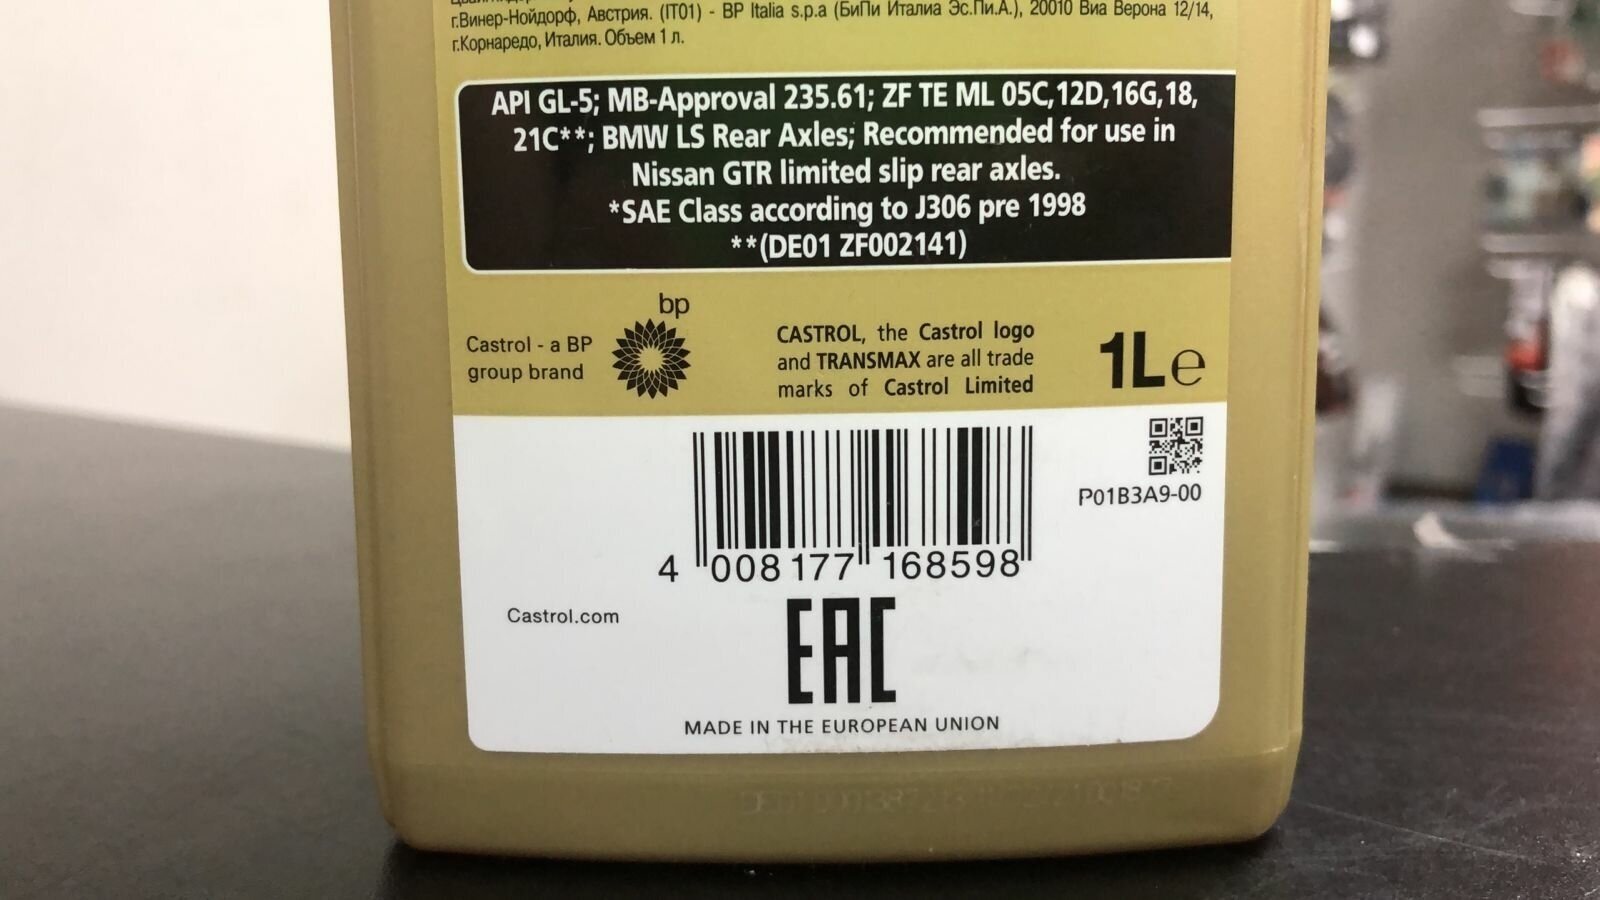 г.Винер-Нойдорф, Австрия. (IT01) - BP Italia s.p.a (БиПи Италиа Эс.Пи.А.), 20010 Виа Верона 12/14,
г.Корнаредо, Италия. Объем 1 л.
API GL-5; MB-Approval 235.61; ZF TE ML 05C,12D,16G,18,
21C**; BMW LS Rear Axles; Recommended for use in
Nissan GTR limited slip rear axles.
*SAE Class according to J306 pre 1998
**(DE01 ZF002141)
bp
Castrol - a BP
group brand
CASTROL, the Castrol logo
and TRANSMAX are all trade
marks of Castrol Limited
1L℮
P01B3A9-00
4 008177 168598
Castrol.com
EAC
MADE IN THE EUROPEAN UNION